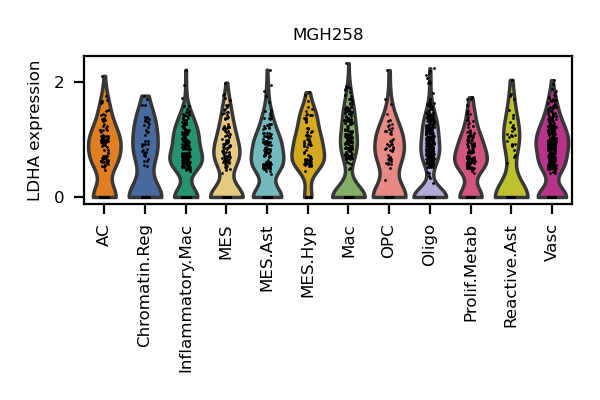 MGH258
LDHA expression
2
0
AC
Chromatin.Reg
Inflammatory.Mac
MES
MES.Ast
MES.Hyp
Mac
OPC
Oligo
Prolif.Metab
Reactive.Ast
Vasc